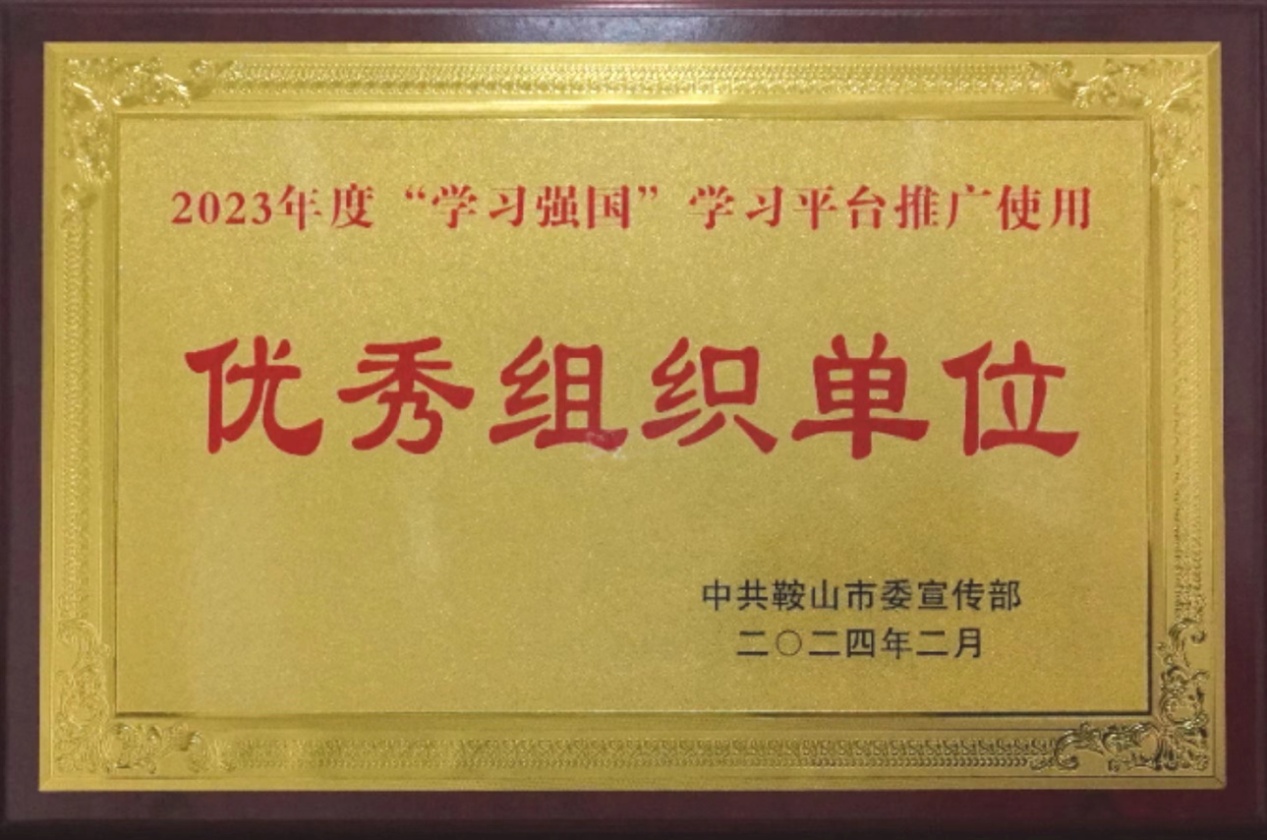 2023年度“学习强国”学习平台推广使用
优秀组织单位
中共鞍山市委宣传部
二〇二四年二月